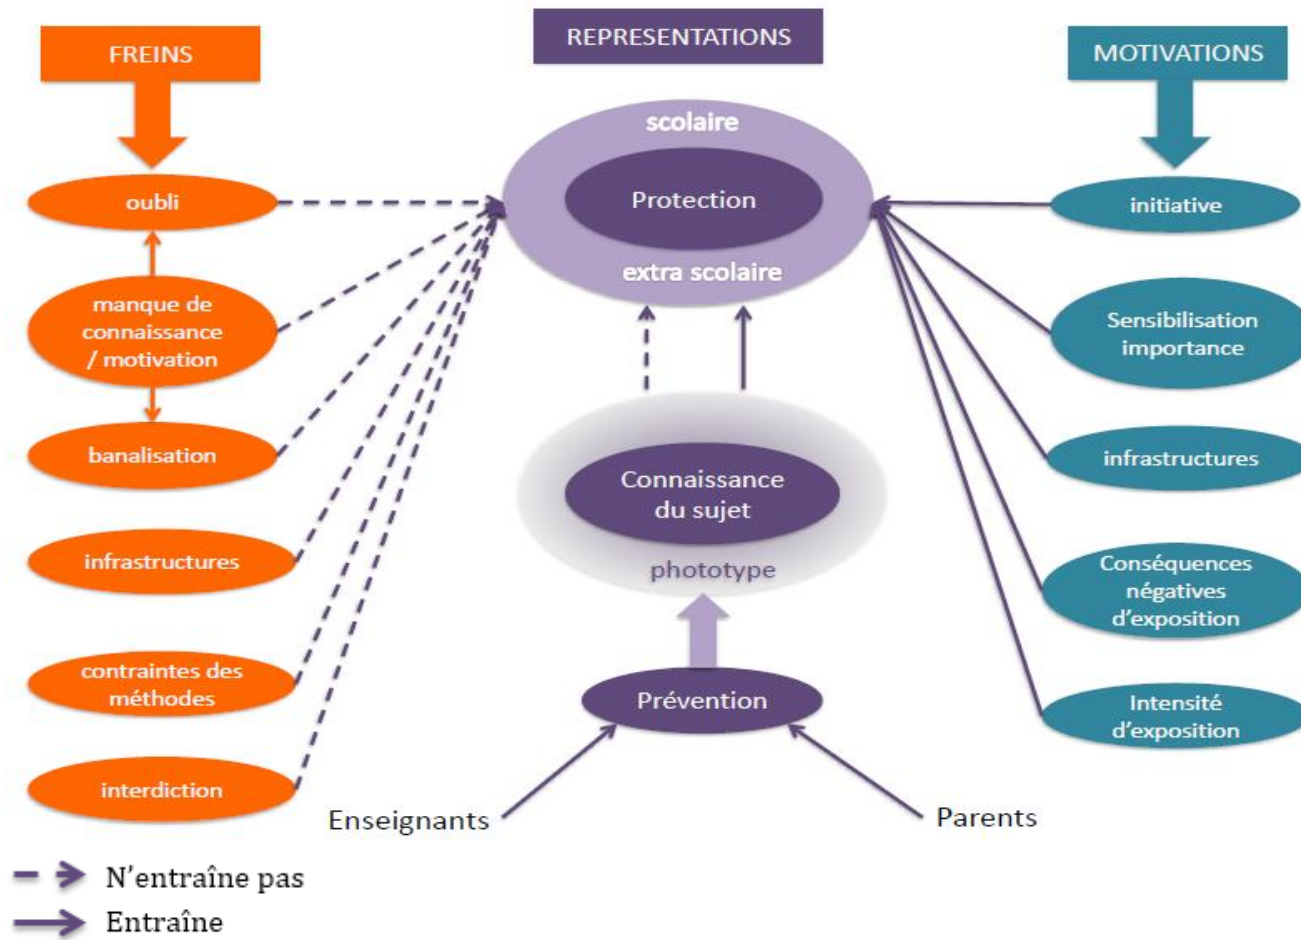 FREINS
REPRESENTATIONS
MOTIVATIONS
oubli
manque de
connaissance
/ motivation
banalisation
infrastructures
contraintes des
méthodes
interdiction
scolaire
Protection
extra scolaire
Connaissance
du sujet
phototype
Prévention
Enseignants
Parents
initiative
Sensibilisation
importance
infrastructures
Conséquences
négatives
d'exposition
Intensité
d'exposition
N'entraîne pas
Entraîne